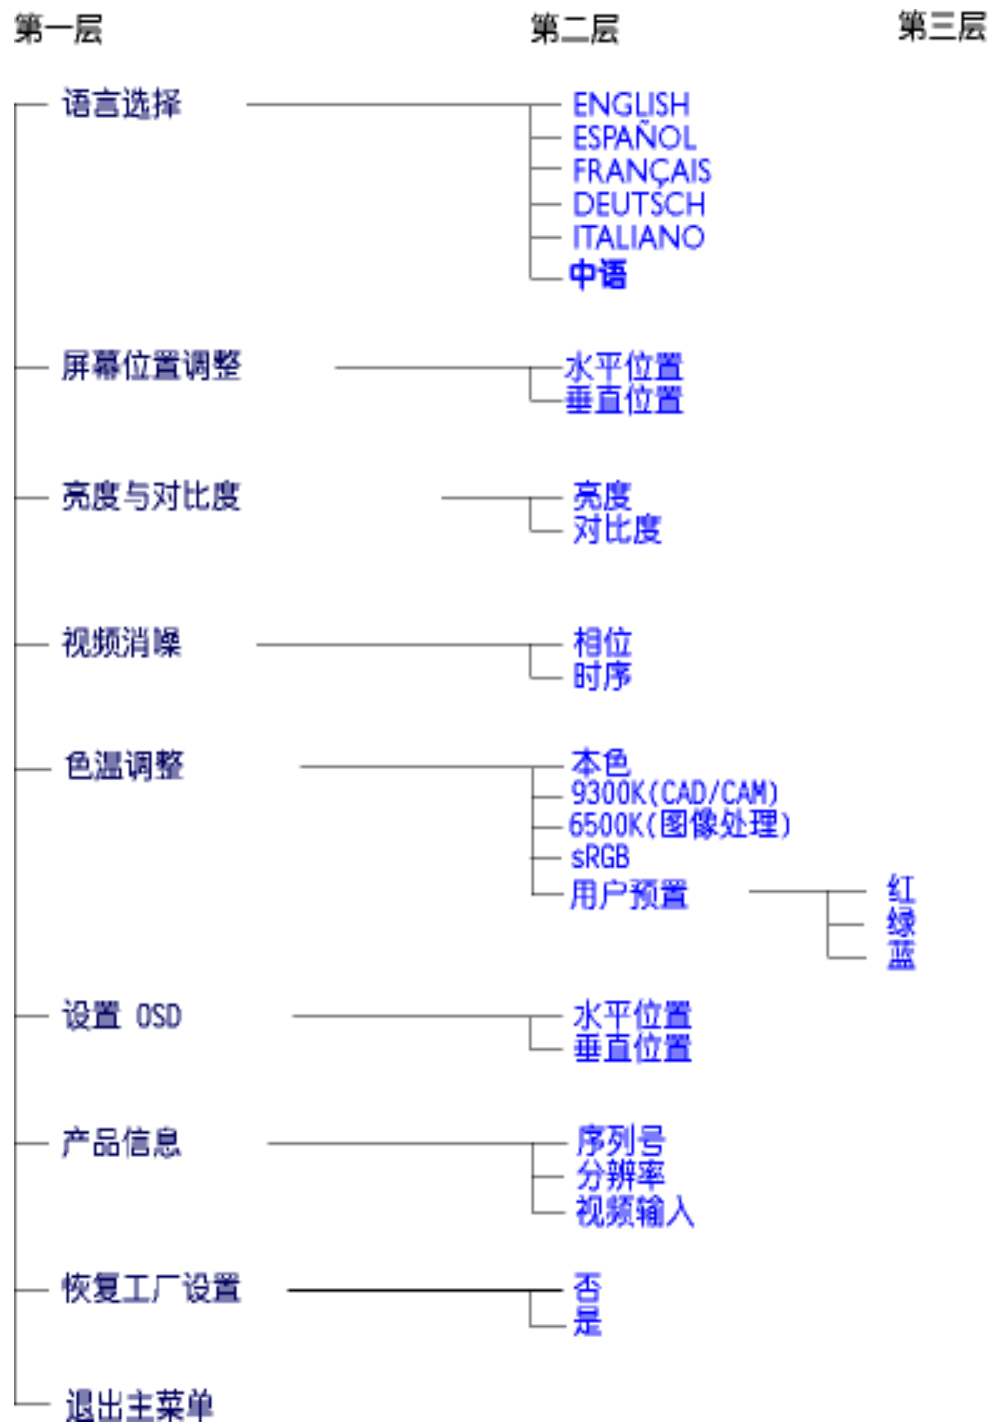 第一层 第二层 第三层
语言选择 ENGLISH
ESPAÑOL
FRANÇAIS
DEUTSCH
ITALIANO
中语
屏幕位置调整 水平位置
垂直位置
亮度与对比度 亮度
对比度
视频消噪 相位
时序
色温调整 本色
9300K(CAD/CAM)
6500K(图像处理)
sRGB
用户预置 红
绿
蓝
设置 OSD 水平位置
垂直位置
产品信息 序列号
分辨率
视频输入
恢复工厂设置 否
是
退出主菜单